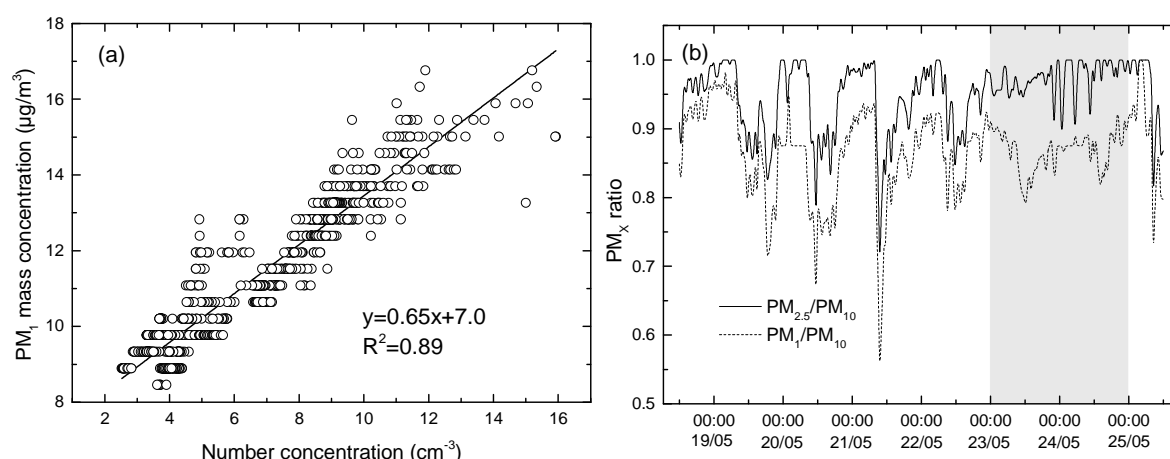 (a)
18
16
14
12
10
8
PM₁ mass concentration (µg/m³)
y=0.65x+7.0
R²=0.89
2 4 6 8 10 12 14 16
Number concentration (cm⁻³)
(b)
1.0
0.9
0.8
0.7
0.6
0.5
PMₓ ratio
PM₂.₅/PM₁₀
PM₁/PM₁₀
00:00 00:00 00:00 00:00 00:00 00:00 00:00
19/05 20/05 21/05 22/05 23/05 24/05 25/05